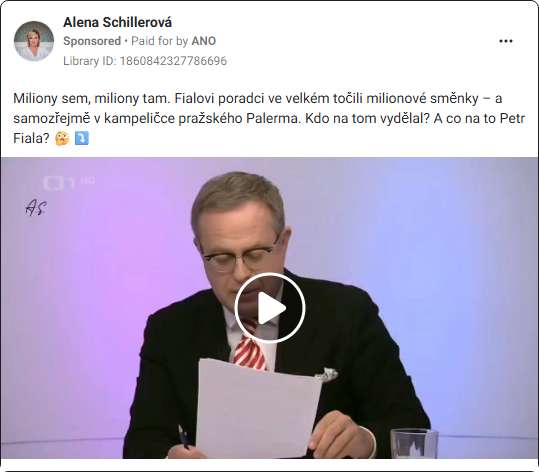 Alena Schillerová
Sponsored • Paid for by ANO
Library ID: 1860842327786696
Miliony sem, miliony tam. Fialovi poradci ve velkém točili milionové směnky – a
samozřejmě v kampeličce pražského Palerma. Kdo na tom vydělal? A co na to Petr
Fiala? 🤔 ⤵️
1 HD
AS